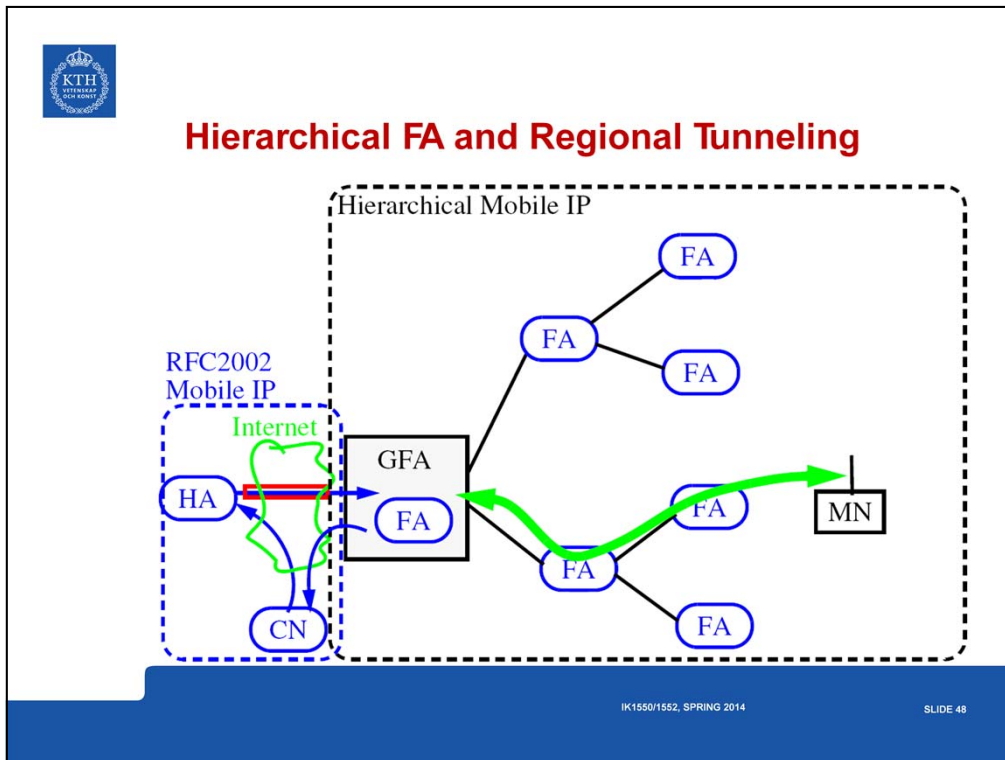 KTH
VETENSKAP
OCH KONST
Hierarchical FA and Regional Tunneling
Hierarchical Mobile IP
FA
FA
FA
RFC2002
Mobile IP
Internet
GFA
HA
FA
FA
MN
FA
CN
FA
IK1550/1552, SPRING 2014
SLIDE 48